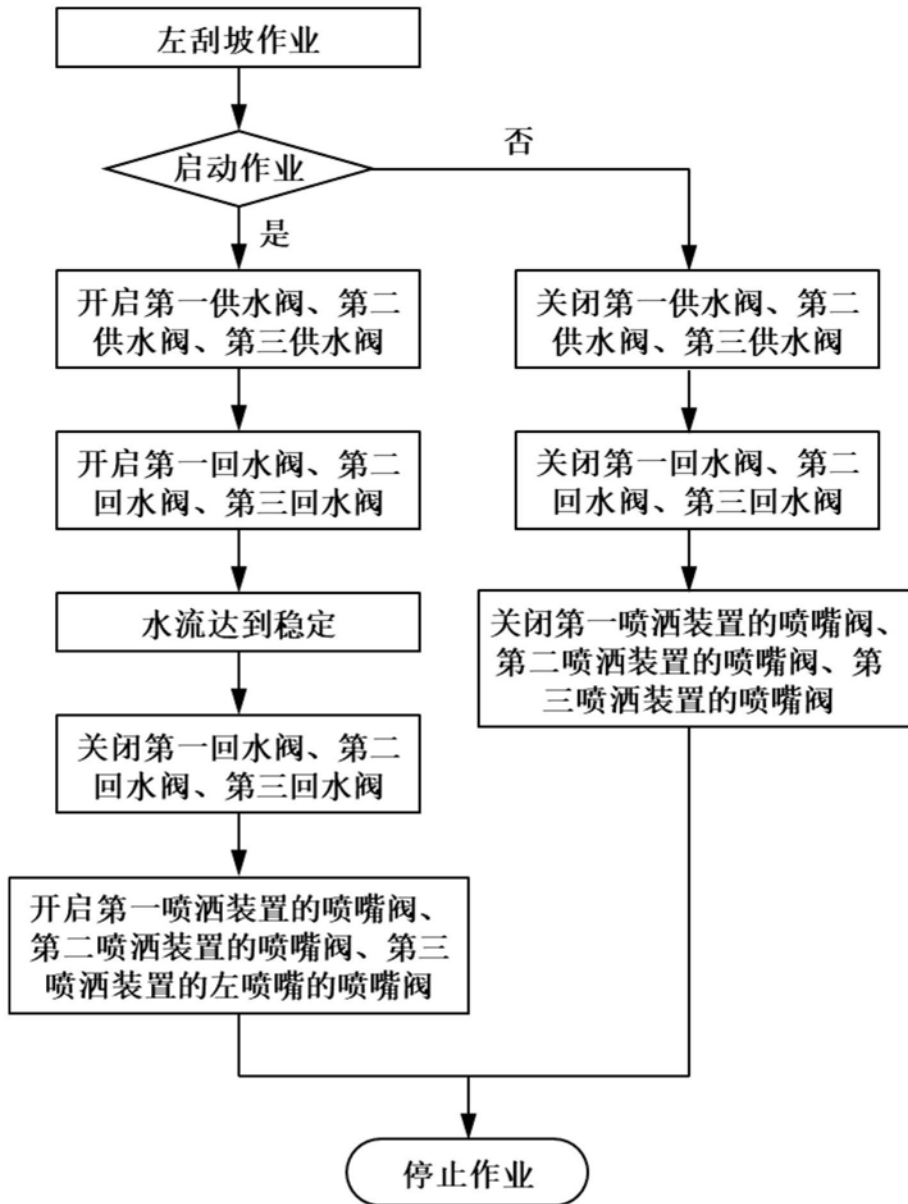 左刮坡作业
启动作业
否
是
开启第一供水阀、第二
供水阀、第三供水阀
关闭第一供水阀、第二
供水阀、第三供水阀
开启第一回水阀、第二
回水阀、第三回水阀
关闭第一回水阀、第二
回水阀、第三回水阀
水流达到稳定
关闭第一喷洒装置的喷嘴阀、
第二喷洒装置的喷嘴阀、第
三喷洒装置的喷嘴阀
关闭第一回水阀、第二
回水阀、第三回水阀
开启第一喷洒装置的喷嘴阀、
第二喷洒装置的喷嘴阀、第三
喷洒装置的左喷嘴的喷嘴阀
停止作业